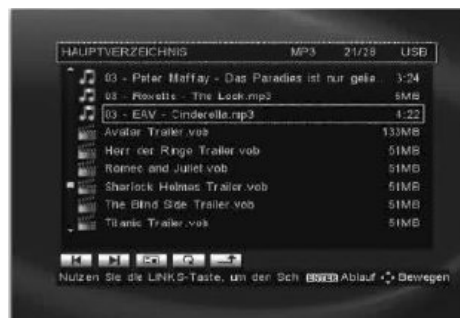 HAUPTVERZEICHNIS MP3 21/28 USB
03 - Peter Maffay - Das Paradies ist nur gelie... 3:24
03 - Roxette - The Look.mp3 5MB
03 - EAV - Cinderella.mp3 4:22
Avatar Trailer.vob 133MB
Herr der Ringe Trailer.vob 51MB
Romeo and Juliet.vob 51MB
Sherlock Holmes Trailer.vob 51MB
The Blind Side Trailer.vob 51MB
Titanic Trailer.vob 51MB
Nutzen Sie die LINKS-Taste, um den Sch ENTER Ablauf Bewegen